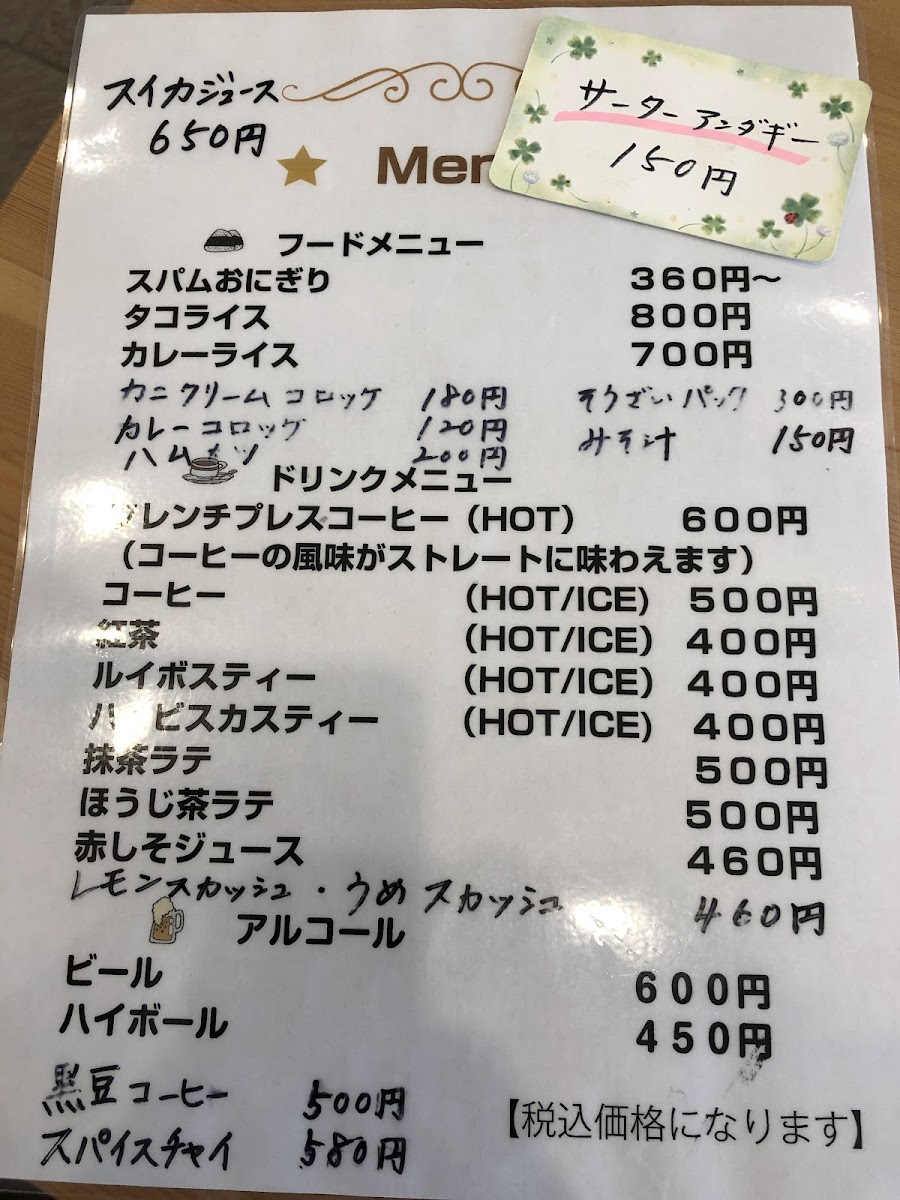 スイカジュース
650円
サーターアンダギー
150円
フードメニュー
スパムおにぎり 360円～
タコライス 800円
カレーライス 700円
カニクリームコロッケ 180円 そうざいパック 300円
カレーコロッケ 120円 みそ汁 150円
ハムカツ 200円
ドリンクメニュー
フレンチプレスコーヒー（HOT） 600円
（コーヒーの風味がストレートに味わえます）
コーヒー （HOT/ICE） 500円
紅茶 （HOT/ICE） 400円
ルイボスティー （HOT/ICE） 400円
ハイビスカスティー （HOT/ICE） 400円
抹茶ラテ 500円
ほうじ茶ラテ 500円
赤しそジュース 460円
レモンスカッシュ・うめスカッシュ 460円
アルコール
ビール 600円
ハイボール 450円
黒豆コーヒー 500円
スパイスチャイ 580円
【税込価格になります】